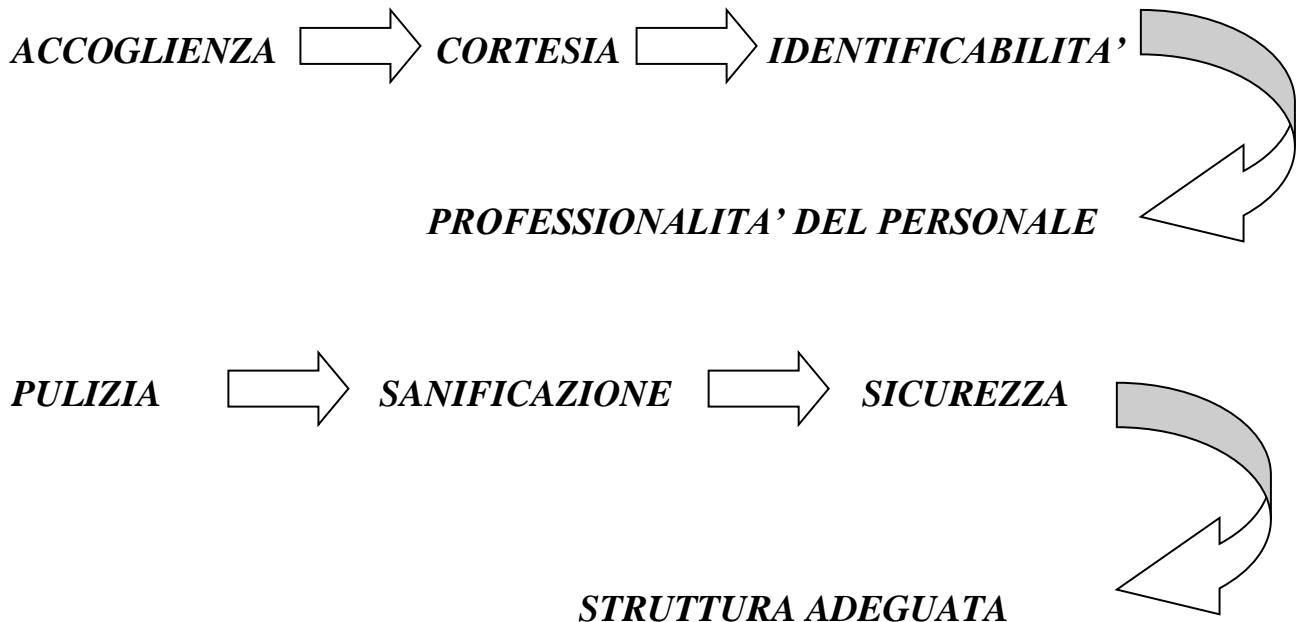 ACCOGLIENZA CORTESIA IDENTIFICABILITA’
PROFESSIONALITA’ DEL PERSONALE
PULIZIA SANIFICAZIONE SICUREZZA
STRUTTURA ADEGUATA